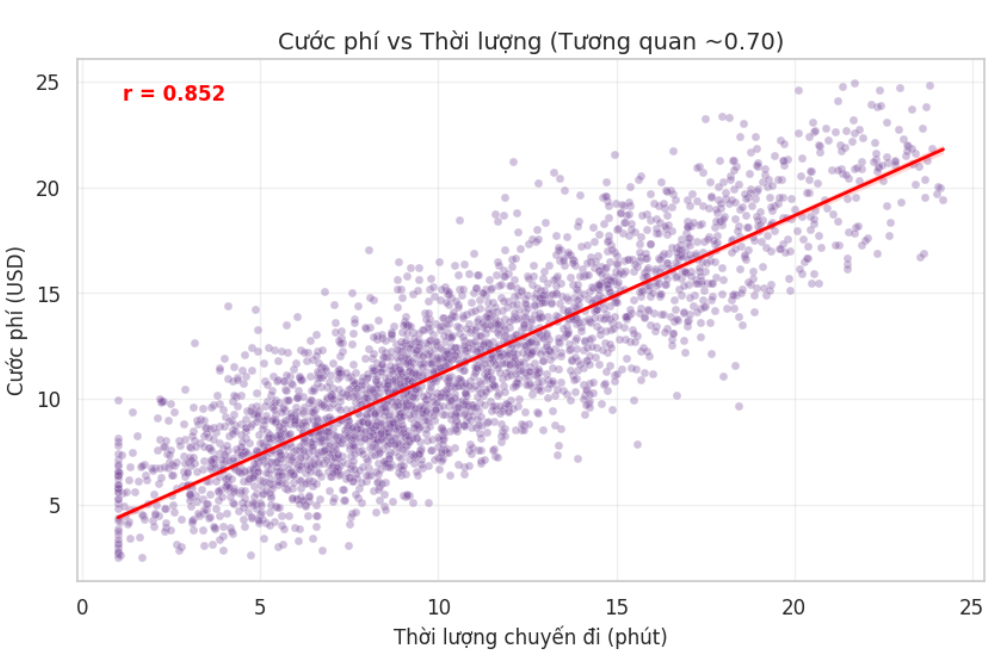 Cước phí vs Thời lượng (Tương quan ~0.70)
r = 0.852
Cước phí (USD)
25
20
15
10
5
0 5 10 15 20 25
Thời lượng chuyến đi (phút)